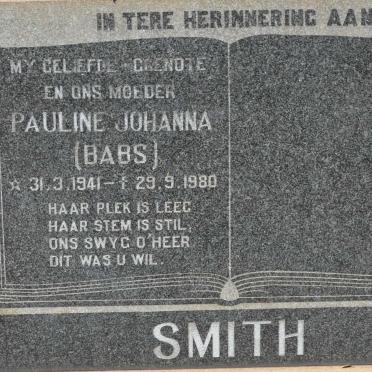 IN TERE HERINNERING AAN
MY GELIEFDE EGGENOTE
EN ONS MOEDER
PAULINE JOHANNA
(BABS)
☆ 31.3.1941 – † 29.9.1980
HAAR PLEK IS LEEG
HAAR STEM IS STIL,
ONS SWYG O'HEER
DIT WAS U WIL.
SMITH